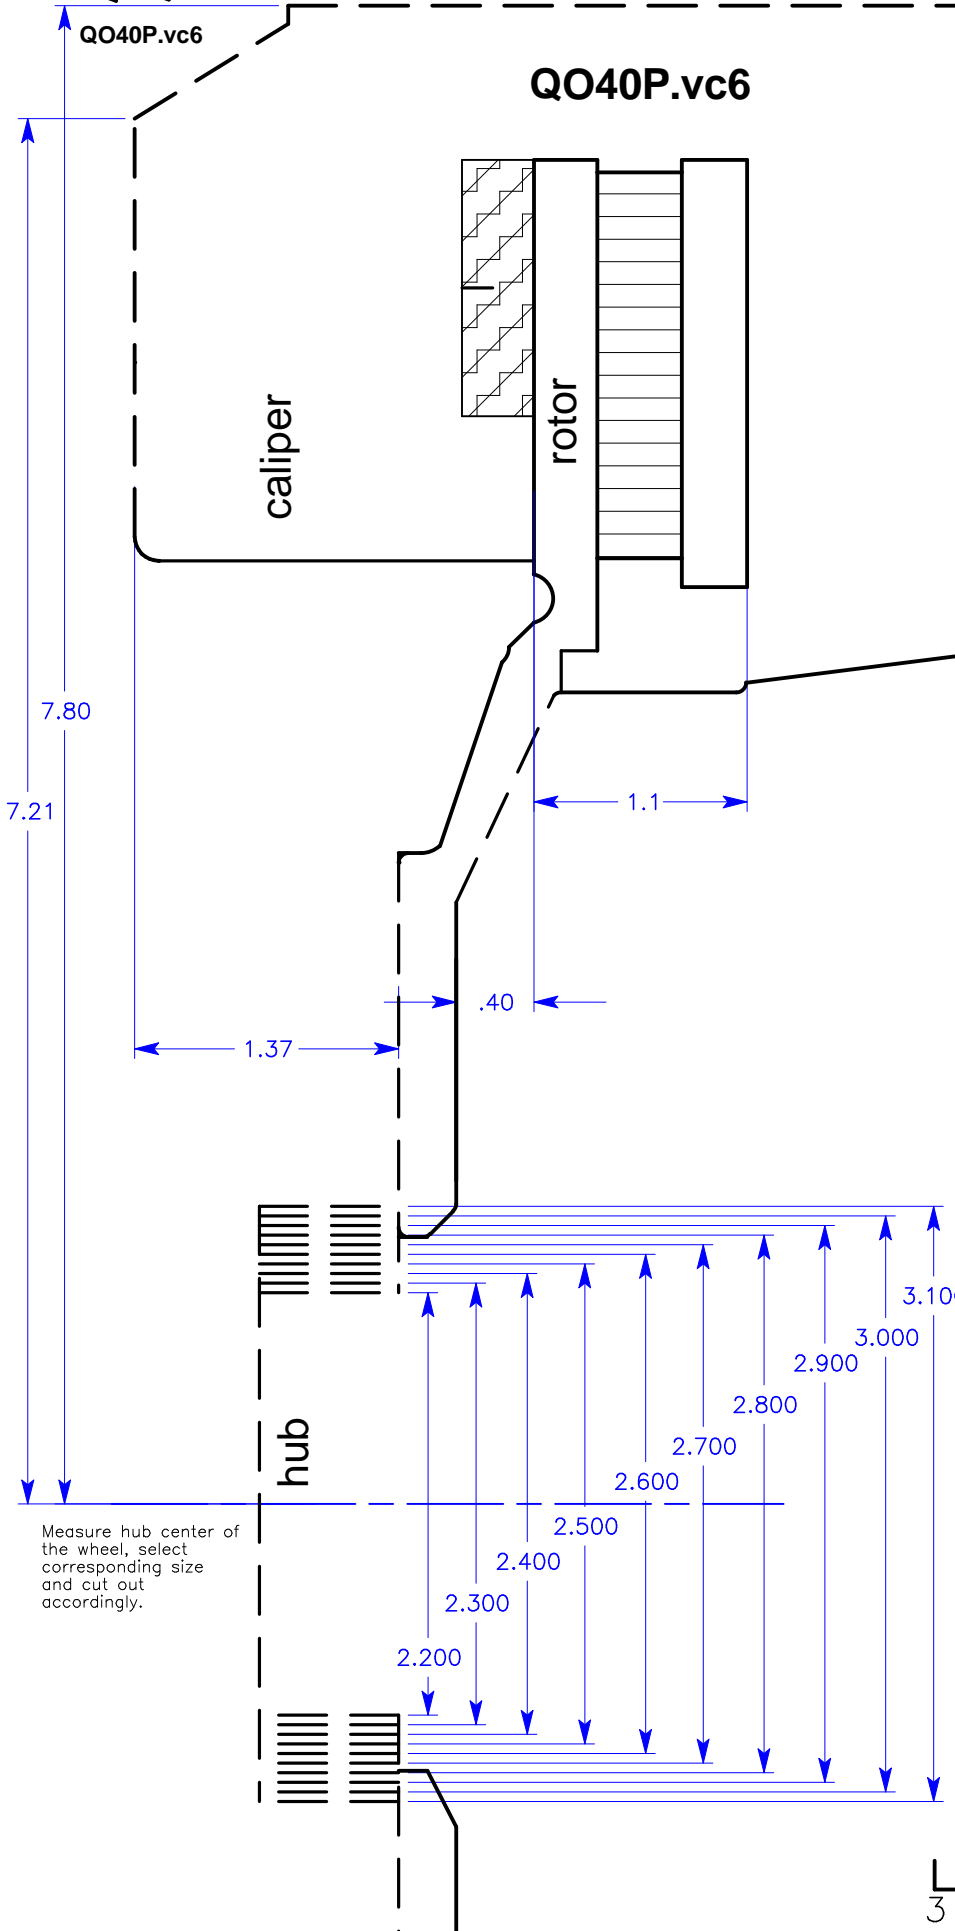 QO40P.vc6
QO40P.vc6
caliper
rotor
7.80
7.21
1.1
.40
1.37
3.10
3.000
2.900
2.800
2.700
2.600
2.500
2.400
2.300
2.200
hub
Measure hub center of
the wheel, select
corresponding size
and cut out
accordingly.
3